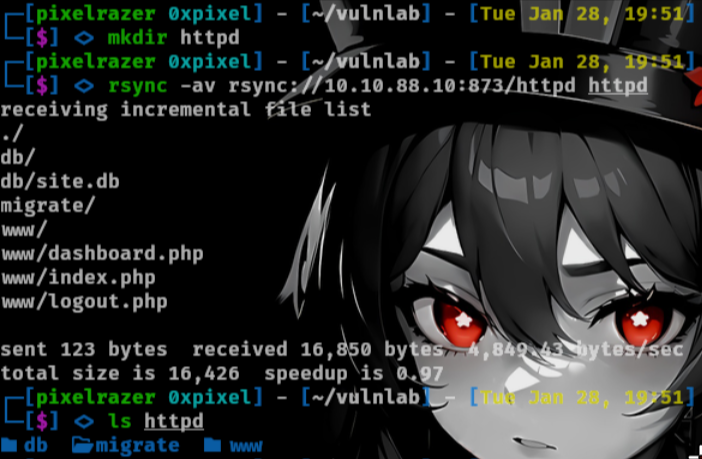 [pixelrazer 0xpixel] - [~/vulnlab] - [Tue Jan 28, 19:51]
[$] <> mkdir httpd
[pixelrazer 0xpixel] - [~/vulnlab] - [Tue Jan 28, 19:51]
[$] <> rsync -av rsync://10.10.88.10:873/httpd httpd
receiving incremental file list
./
db/
db/site.db
migrate/
www/
www/dashboard.php
www/index.php
www/logout.php
sent 123 bytes  received 16,850 bytes  4,849.43 bytes/sec
total size is 16,426  speedup is 0.97
[pixelrazer 0xpixel] - [~/vulnlab] - [Tue Jan 28, 19:51]
[$] <> ls httpd
db migrate www